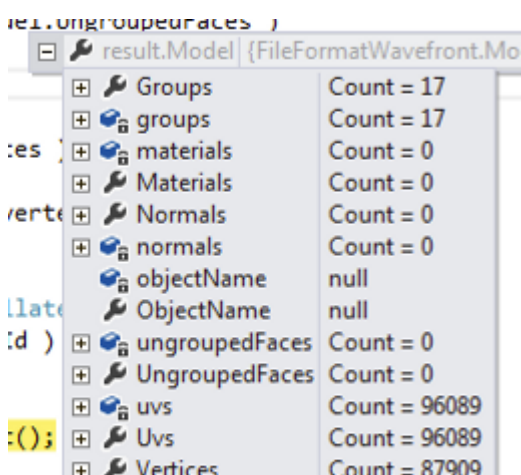 del.UngroupedFaces )
result.Model {FileFormatWavefront.Mo
Groups Count = 17
groups Count = 17
tes ) materials Count = 0
Materials Count = 0
verte Normals Count = 0
normals Count = 0
objectName null
llate ObjectName null
Id ) ungroupedFaces Count = 0
UngroupedFaces Count = 0
uvs Count = 96089
t(); Uvs Count = 96089
Vertices Count = 87909